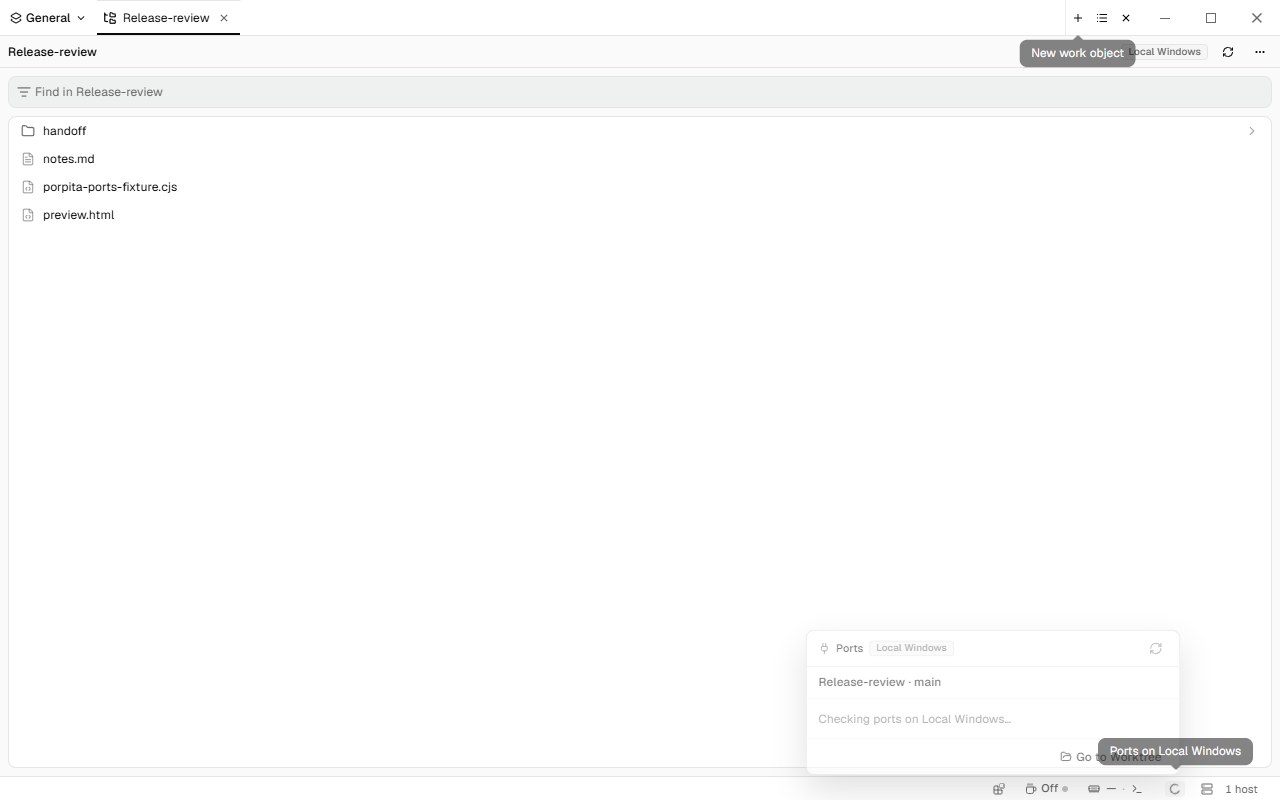 General
Release-review
Release-review
New work object
Local Windows
Find in Release-review
handoff
notes.md
porpita-ports-fixture.cjs
preview.html
Ports
Local Windows
Release-review · main
Checking ports on Local Windows...
Go to Worktree
Ports on Local Windows
Off
1 host